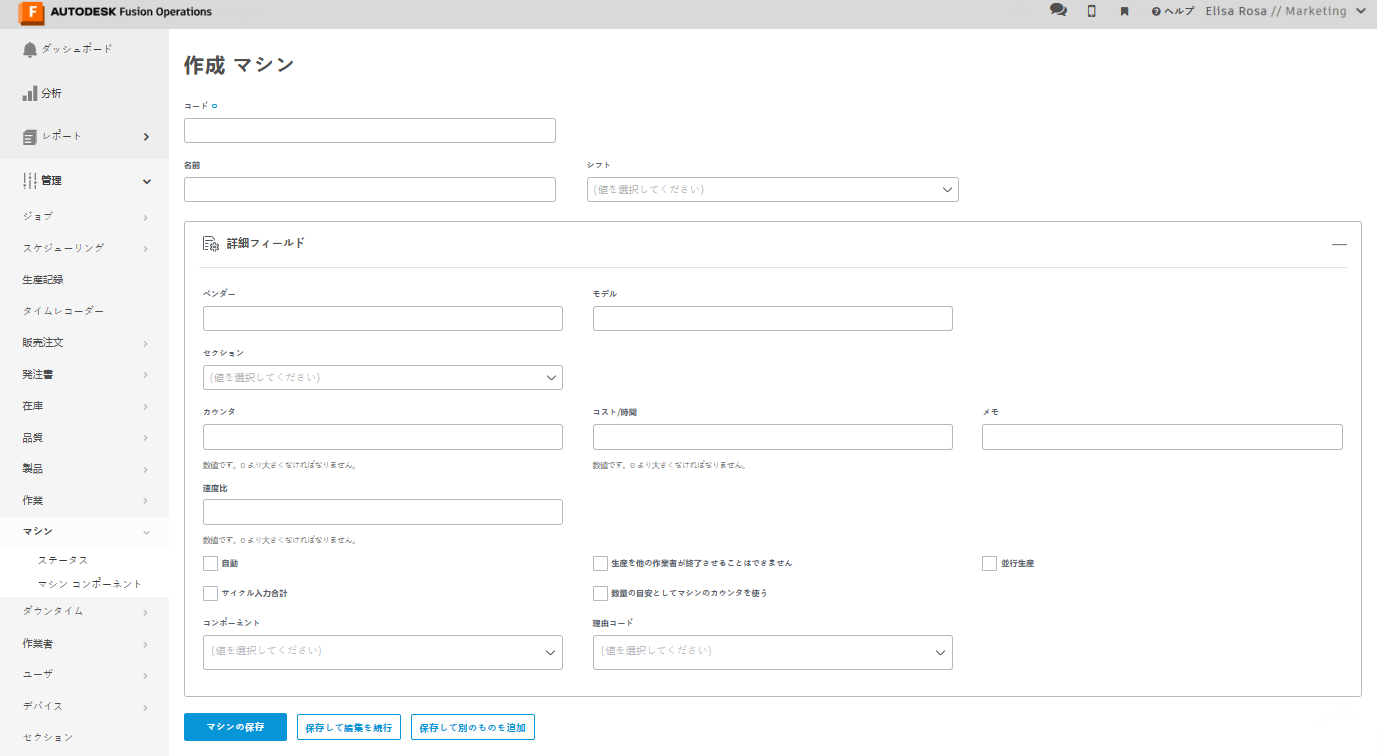 AUTODESK Fusion Operations
ヘルプ Elisa Rosa // Marketing
ダッシュボード
分析
レポート
管理
ジョブ
スケジューリング
生産記録
タイムレコーダー
販売注文
発注書
在庫
品質
製品
作業
マシン
ステータス
マシン コンポーネント
ダウンタイム
作業者
ユーザ
デバイス
セクション
作成 マシン
コード
名前 シフト
(値を選択してください)
詳細フィールド
ベンダー モデル
セクション
(値を選択してください)
カウンタ コスト/時間 メモ
数値です。0 より大きくなければなりません。 数値です。0 より大きくなければなりません。
速度比
数値です。0 より大きくなければなりません。
自動 生産を他の作業者が終了させることはできません 並行生産
サイクル入力合計 数量の目安としてマシンのカウンタを使う
コンポーネント 理由コード
(値を選択してください) (値を選択してください)
マシンの保存 保存して編集を続行 保存して別のものを追加